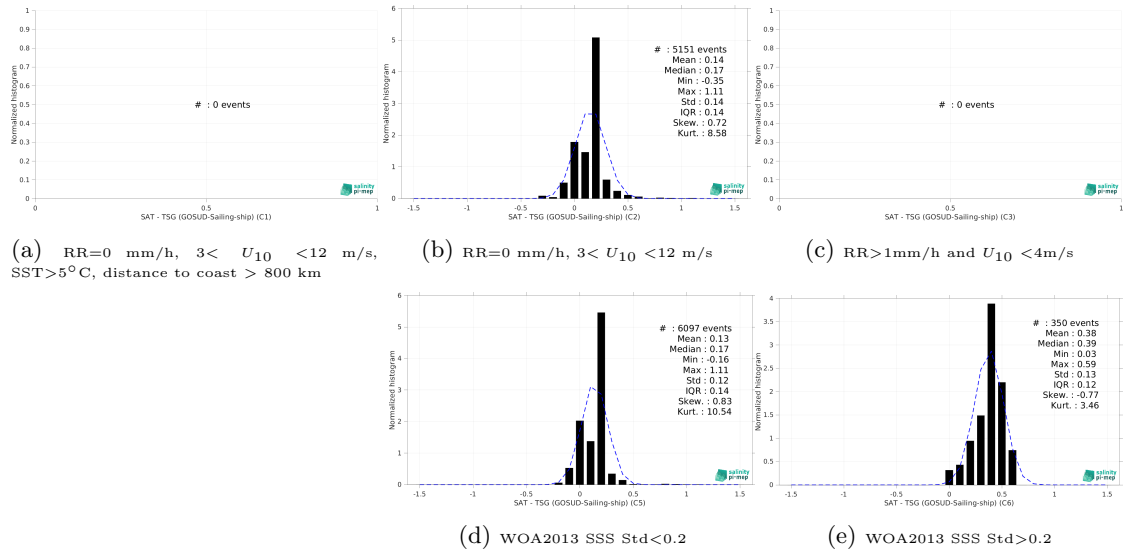 1
0.9
0.8
0.7
0.6
0.5
0.4
0.3
0.2
0.1
0
Normalized histogram
# : 0 events
salinity
pi-mep
0 0.5 1
SAT - TSG (GOSUD-Sailing-ship) (C1)
(a) RR=0 mm/h, 3< U10 <12 m/s,
SST>5°C, distance to coast > 800 km
6
5
4
3
2
1
0
Normalized histogram
# : 5151 events
Mean : 0.14
Median : 0.17
Min : -0.35
Max : 1.11
Std : 0.14
IQR : 0.14
Skew. : 0.72
Kurt. : 8.58
salinity
pi-mep
-1.5 -1 -0.5 0 0.5 1 1.5
SAT - TSG (GOSUD-Sailing-ship) (C2)
(b) RR=0 mm/h, 3< U10 <12 m/s
1
0.9
0.8
0.7
0.6
0.5
0.4
0.3
0.2
0.1
0
Normalized histogram
# : 0 events
salinity
pi-mep
0 0.5 1
SAT - TSG (GOSUD-Sailing-ship) (C3)
(c) RR>1mm/h and U10 <4m/s
6
5
4
3
2
1
0
Normalized histogram
# : 6097 events
Mean : 0.13
Median : 0.17
Min : -0.16
Max : 1.11
Std : 0.12
IQR : 0.14
Skew. : 0.83
Kurt. : 10.54
salinity
pi-mep
-1.5 -1 -0.5 0 0.5 1 1.5
SAT - TSG (GOSUD-Sailing-ship) (C5)
(d) WOA2013 SSS Std<0.2
4
3.5
3
2.5
2
1.5
1
0.5
0
Normalized histogram
# : 350 events
Mean : 0.38
Median : 0.39
Min : 0.03
Max : 0.59
Std : 0.13
IQR : 0.12
Skew. : -0.77
Kurt. : 3.46
salinity
pi-mep
-1.5 -1 -0.5 0 0.5 1 1.5
SAT - TSG (GOSUD-Sailing-ship) (C6)
(e) WOA2013 SSS Std>0.2